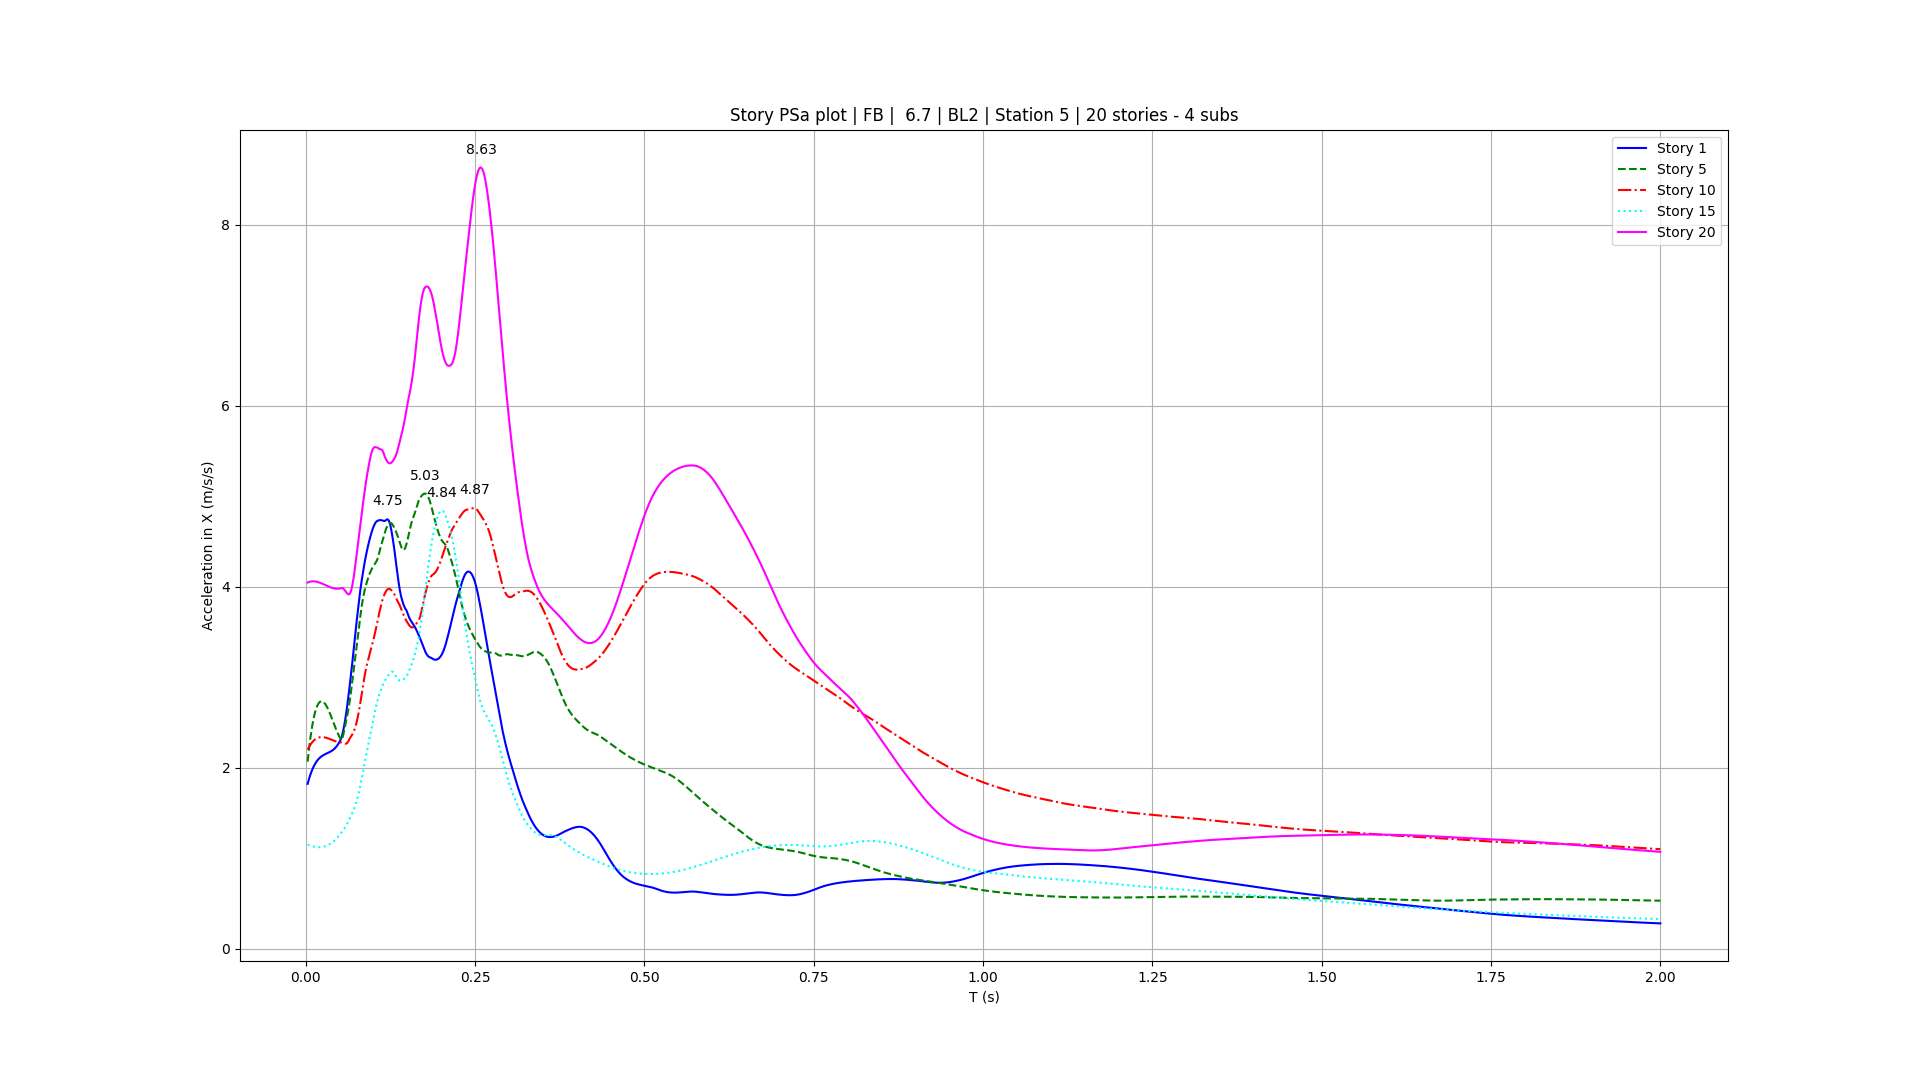 Story PSa plot | FB |  6.7 | BL2 | Station 5 | 20 stories - 4 subs
Story 1
Story 5
Story 10
Story 15
Story 20
8.63
5.03
4.84
4.87
4.75
Acceleration in X (m/s/s)
8
6
4
2
0
0.00
0.25
0.50
0.75
1.00
1.25
1.50
1.75
2.00
T (s)